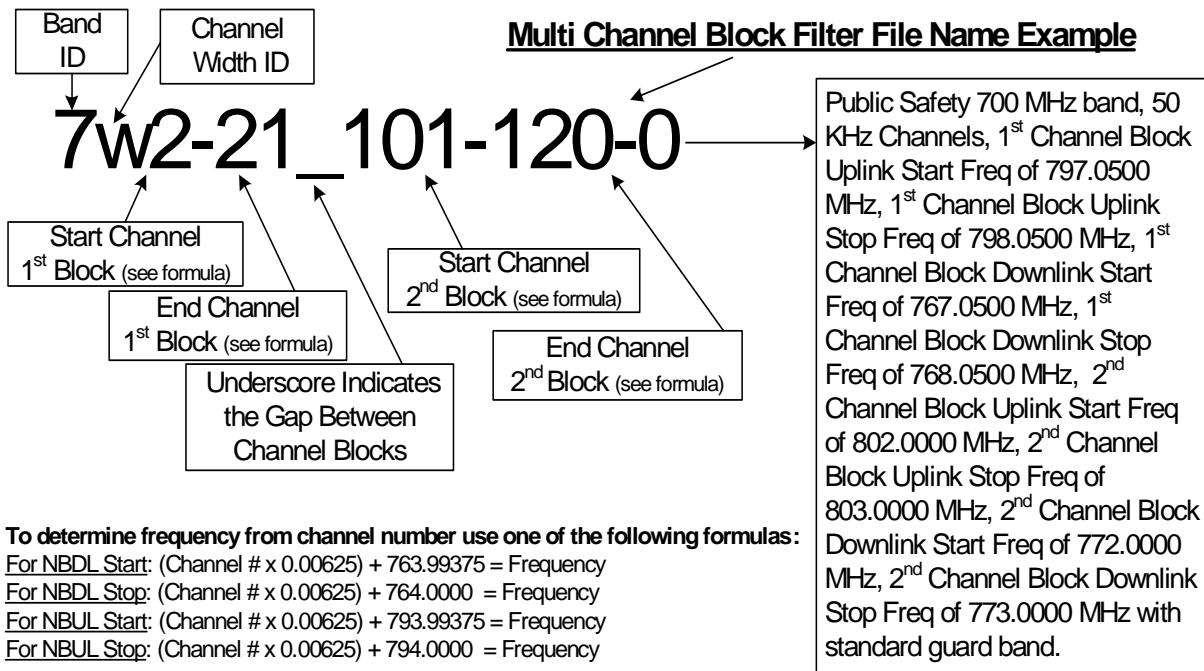 Band
ID
Channel
Width ID
Multi Channel Block Filter File Name Example
7w2-21_101-120-0
Start Channel
1st Block (see formula)
End Channel
1st Block (see formula)
Underscore Indicates
the Gap Between
Channel Blocks
Start Channel
2nd Block (see formula)
End Channel
2nd Block (see formula)
Public Safety 700 MHz band, 50
KHz Channels, 1st Channel Block
Uplink Start Freq of 797.0500
MHz, 1st Channel Block Uplink
Stop Freq of 798.0500 MHz, 1st
Channel Block Downlink Start
Freq of 767.0500 MHz, 1st
Channel Block Downlink Stop
Freq of 768.0500 MHz, 2nd
Channel Block Uplink Start Freq
of 802.0000 MHz, 2nd Channel
Block Uplink Stop Freq of
803.0000 MHz, 2nd Channel Block
Downlink Start Freq of 772.0000
MHz, 2nd Channel Block Downlink
Stop Freq of 773.0000 MHz with
standard guard band.
To determine frequency from channel number use one of the following formulas:
For NBDL Start: (Channel # x 0.00625) + 763.99375 = Frequency
For NBDL Stop: (Channel # x 0.00625) + 764.0000 = Frequency
For NBUL Start: (Channel # x 0.00625) + 793.99375 = Frequency
For NBUL Stop: (Channel # x 0.00625) + 794.0000 = Frequency